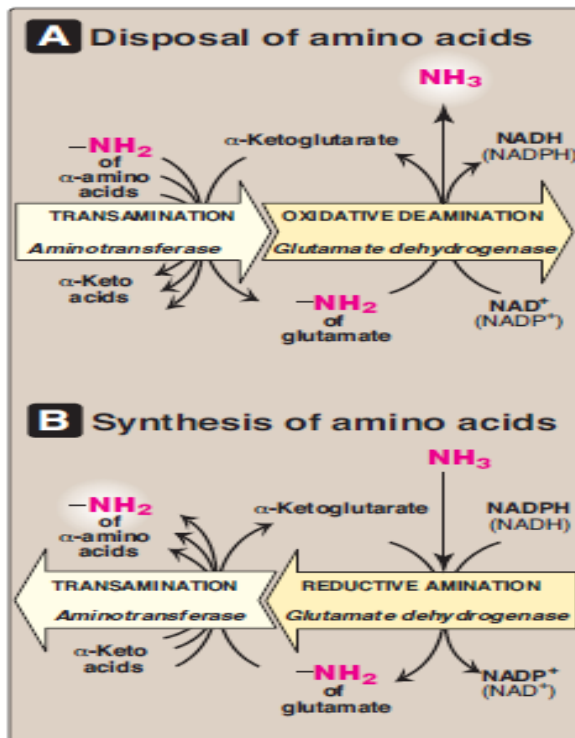 A Disposal of amino acids
NH₃
–NH₂
of
α-amino
acids
α-Ketoglutarate
NADH
(NADPH)
TRANSAMINATION
Aminotransferase
OXIDATIVE DEAMINATION
Glutamate dehydrogenase
α-Keto
acids
–NH₂
of
glutamate
NAD⁺
(NADP⁺)
B Synthesis of amino acids
NH₃
–NH₂
of
α-amino
acids
α-Ketoglutarate
NADPH
(NADH)
TRANSAMINATION
Aminotransferase
REDUCTIVE AMINATION
Glutamate dehydrogenase
α-Keto
acids
–NH₂
of
glutamate
NADP⁺
(NAD⁺)